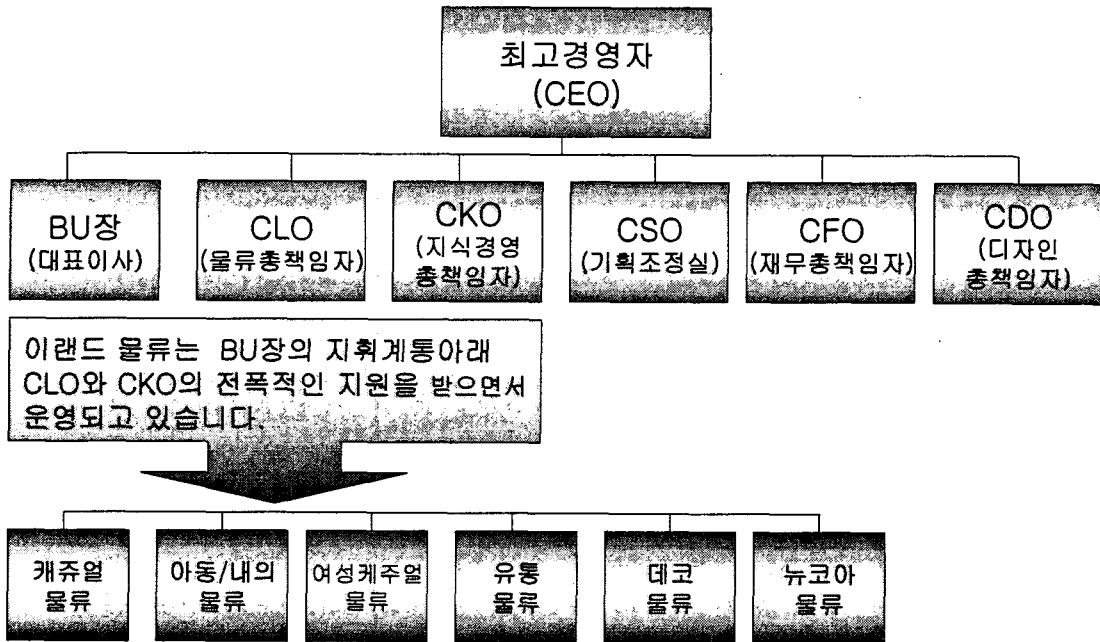 최고경영자
(CEO)
BU장
(대표이사)
CLO
(물류총책임자)
CKO
(지식경영
총책임자)
CSO
(기획조정실)
CFO
(재무총책임자)
CDO
(디자인
총책임자)
이랜드 물류는 BU장의 지휘계통아래
CLO와 CKO의 전폭적인 지원을 받으면서
운영되고 있습니다.
캐쥬얼
물류
아동/내의
물류
여성케주얼
물류
유통
물류
데코
물류
뉴코아
물류